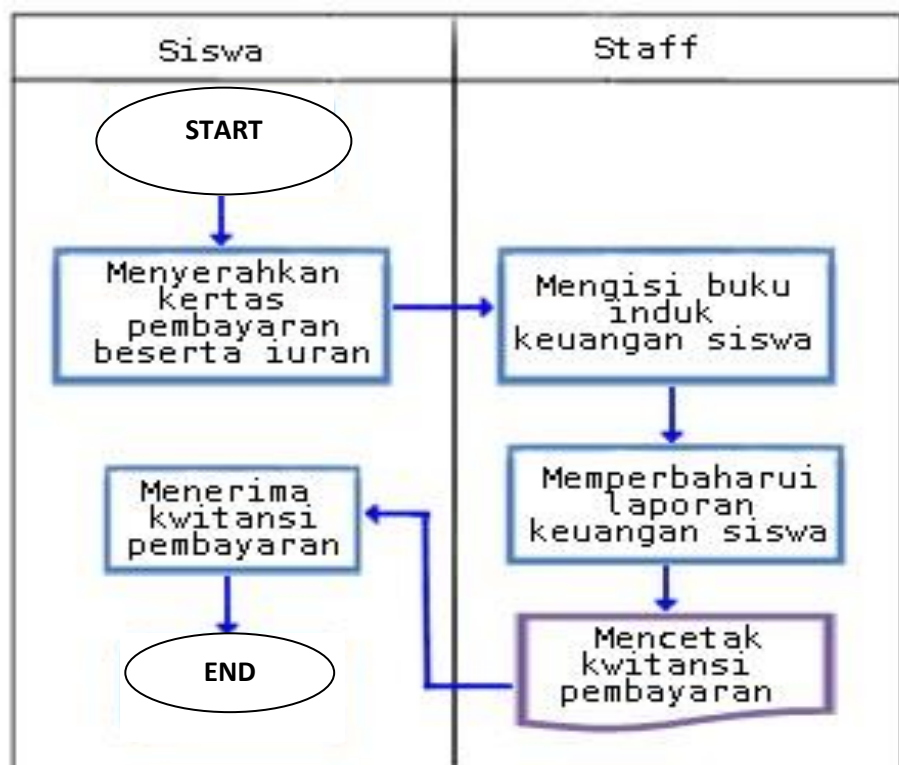 Siswa
Staff
START
Menyerahkan
kertas
pembayaran
beserta iuran
Mengisi buku
induk
keuangan siswa
Memperbaharui
laporan
keuangan siswa
Mencetak
kwitansi
pembayaran
Menerima
kwitansi
pembayaran
END